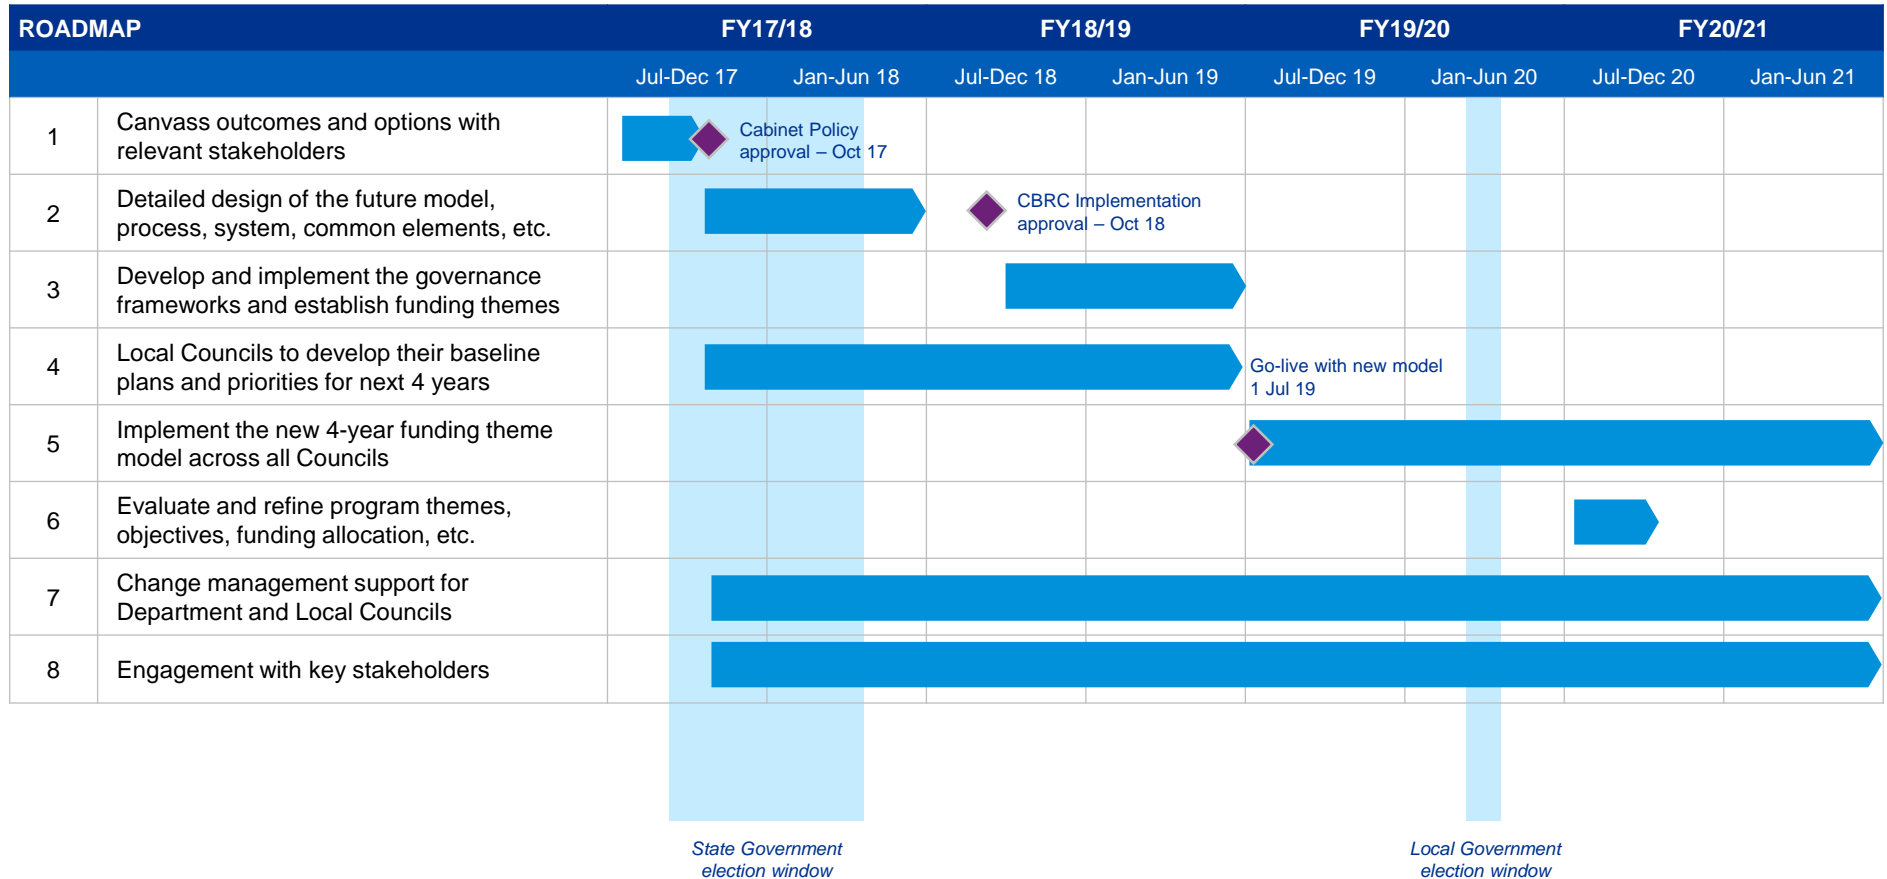 ROADMAP FY17/18 FY18/19 FY19/20 FY20/21
Jul-Dec 17 Jan-Jun 18 Jul-Dec 18 Jan-Jun 19 Jul-Dec 19 Jan-Jun 20 Jul-Dec 20 Jan-Jun 21
1
Canvass outcomes and options with
relevant stakeholders
Cabinet Policy
approval – Oct 17
2
Detailed design of the future model,
process, system, common elements, etc.
CBRC Implementation
approval – Oct 18
3
Develop and implement the governance
frameworks and establish funding themes
4
Local Councils to develop their baseline
plans and priorities for next 4 years
Go-live with new model
1 Jul 19
5
Implement the new 4-year funding theme
model across all Councils
6
Evaluate and refine program themes,
objectives, funding allocation, etc.
7
Change management support for
Department and Local Councils
8
Engagement with key stakeholders
State Government
election window
Local Government
election window